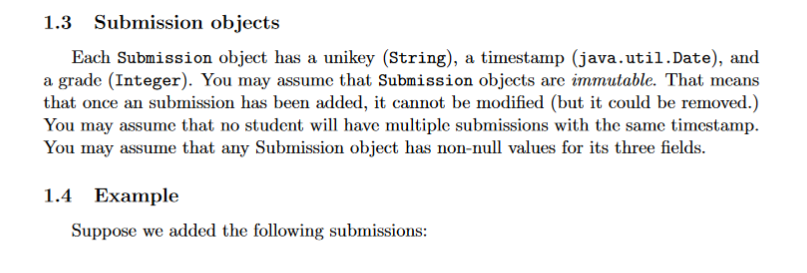 1.3 Submission objects
Each Submission object has a unikey (String), a timestamp (java.util.Date), and
a grade (Integer). You may assume that Submission objects are immutable. That means
that once an submission has been added, it cannot be modified (but it could be removed.)
You may assume that no student will have multiple submissions with the same timestamp.
You may assume that any Submission object has non-null values for its three fields.
1.4 Example
Suppose we added the following submissions: